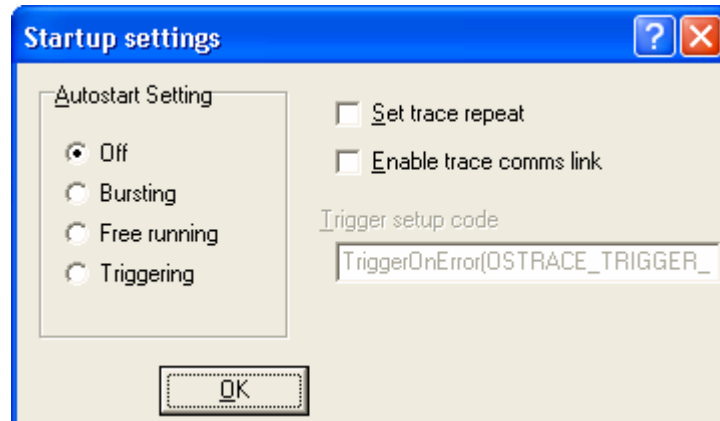 Startup settings
Autostart Setting
Off
Bursting
Free running
Triggering
Set trace repeat
Enable trace comms link
Trigger setup code
TriggerOnError(OSTRACE_TRIGGER_
OK